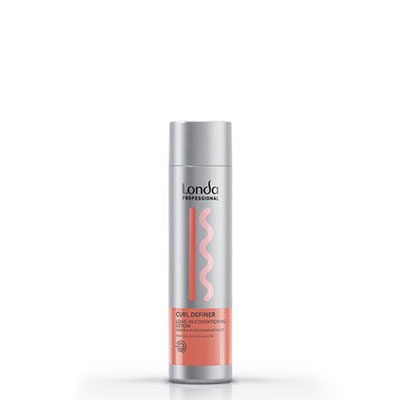 Londa
PROFESSIONAL
CURL DEFINER
LEAVE-IN CONDITIONING
LOTION